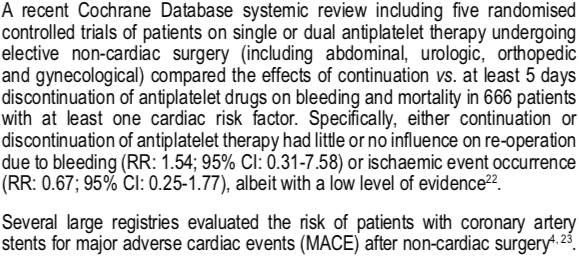 A recent Cochrane Database systemic review including five randomised
controlled trials of patients on single or dual antiplatelet therapy undergoing
elective non-cardiac surgery (including abdominal, urologic, orthopedic
and gynecological) compared the effects of continuation vs. at least 5 days
discontinuation of antiplatelet drugs on bleeding and mortality in 666 patients
with at least one cardiac risk factor. Specifically, either continuation or
discontinuation of antiplatelet therapy had little or no influence on re-operation
due to bleeding (RR: 1.54; 95% CI: 0.31-7.58) or ischaemic event occurrence
(RR: 0.67; 95% CI: 0.25-1.77), albeit with a low level of evidence22.
Several large registries evaluated the risk of patients with coronary artery
stents for major adverse cardiac events (MACE) after non-cardiac surgery4,23.